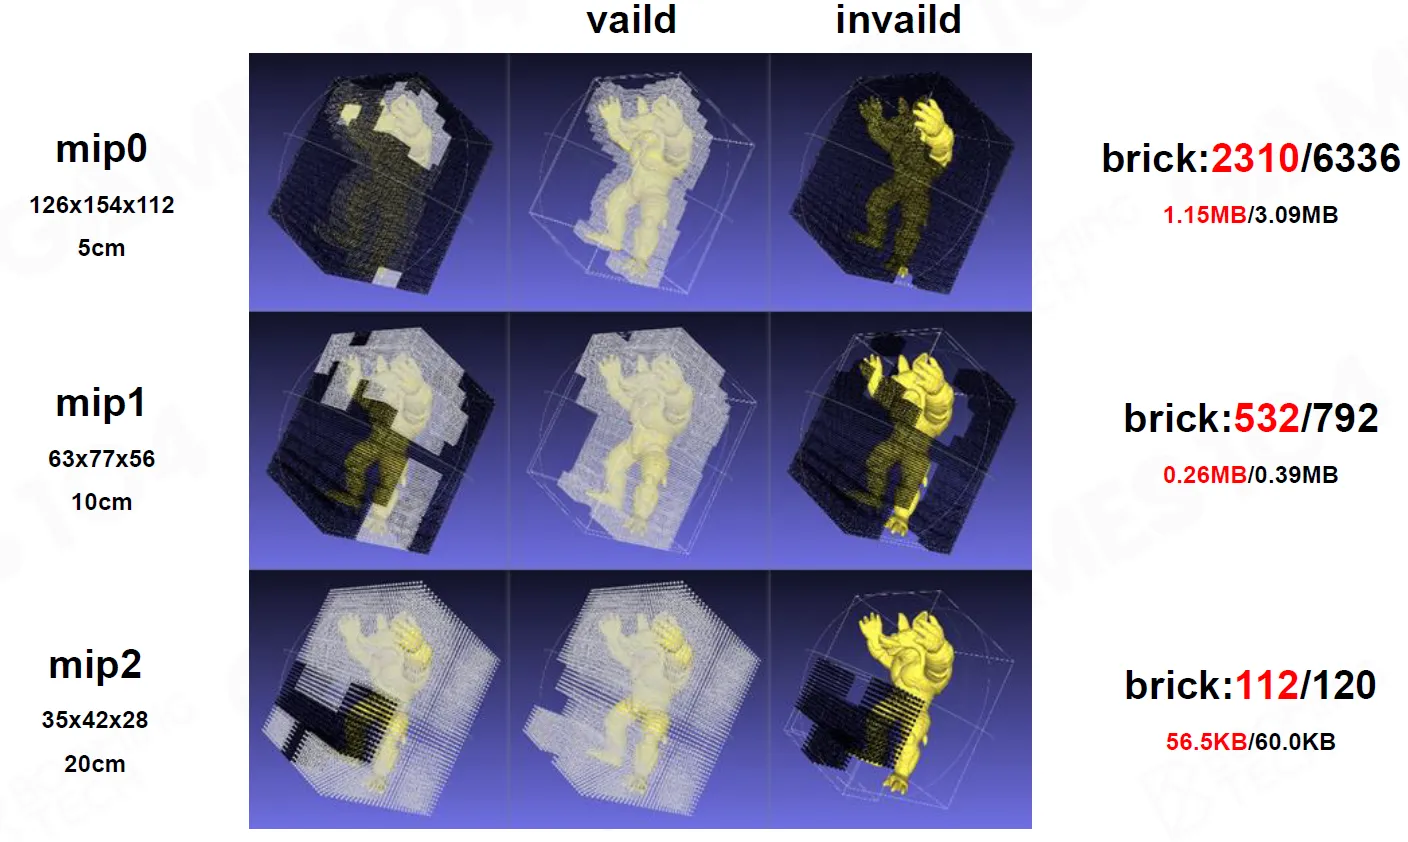 vaild invaild
mip0
126x154x112
5cm
brick:2310/6336
1.15MB/3.09MB
mip1
63x77x56
10cm
brick:532/792
0.26MB/0.39MB
mip2
35x42x28
20cm
brick:112/120
56.5KB/60.0KB